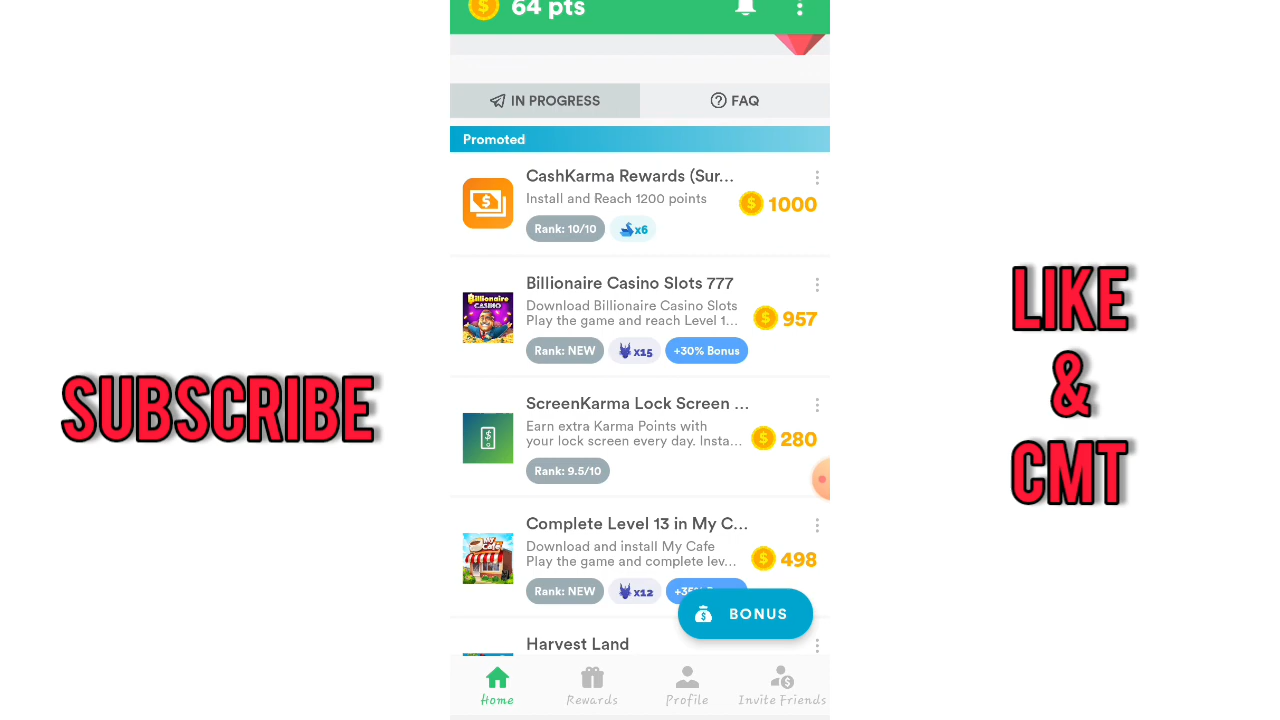 64 pts
IN PROGRESS
FAQ
Promoted
CashKarma Rewards (Sur...
Install and Reach 1200 points
1000
Rank: 10/10
x6
Billionaire Casino Slots 777
Download Billionaire Casino Slots
Play the game and reach Level 1...
957
Rank: NEW
x15
+30% Bonus
ScreenKarma Lock Screen ...
Earn extra Karma Points with
your lock screen every day. Insta...
280
Rank: 9.5/10
Complete Level 13 in My C...
Download and install My Cafe
Play the game and complete lev...
498
Rank: NEW
x12
BONUS
Harvest Land
Home
Rewards
Profile
Invite Friends
SUBSCRIBE
LIKE
&
CMT